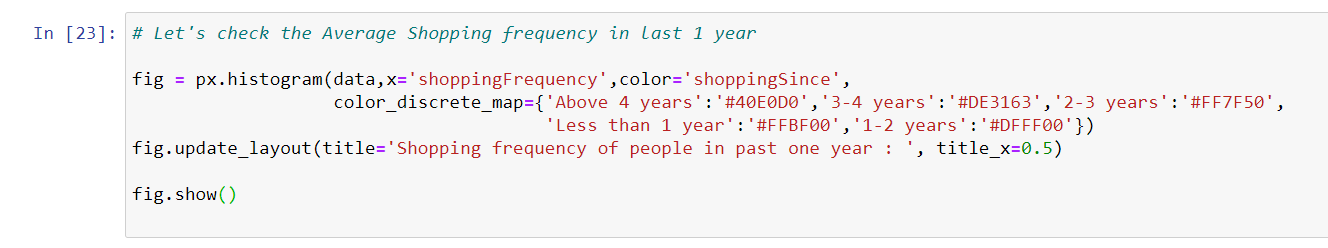 In [23]: # Let's check the Average Shopping frequency in last 1 year
fig = px.histogram(data,x='shoppingFrequency',color='shoppingSince',
color_discrete_map={'Above 4 years':'#40E0D0','3-4 years':'#DE3163','2-3 years':'#FF7F50',
'Less than 1 year':'#FFBF00','1-2 years':'#DFFF00'})
fig.update_layout(title='Shopping frequency of people in past one year : ', title_x=0.5)
fig.show()